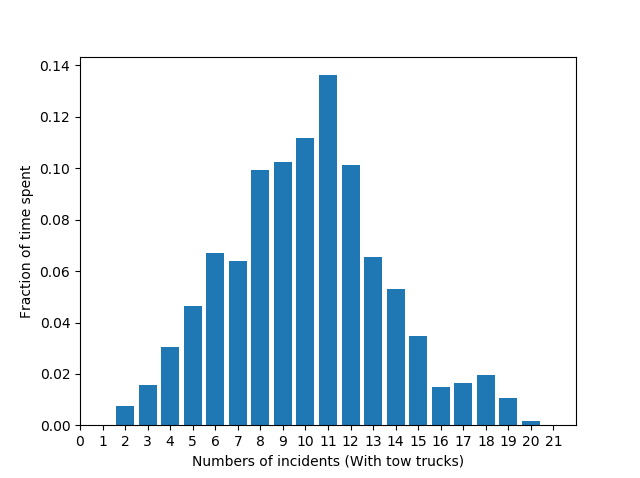 0.14
0.12
0.10
0.08
0.06
0.04
0.02
0.00
Fraction of time spent
0 1 2 3 4 5 6 7 8 9 10 11 12 13 14 15 16 17 18 19 20 21
Numbers of incidents (With tow trucks)